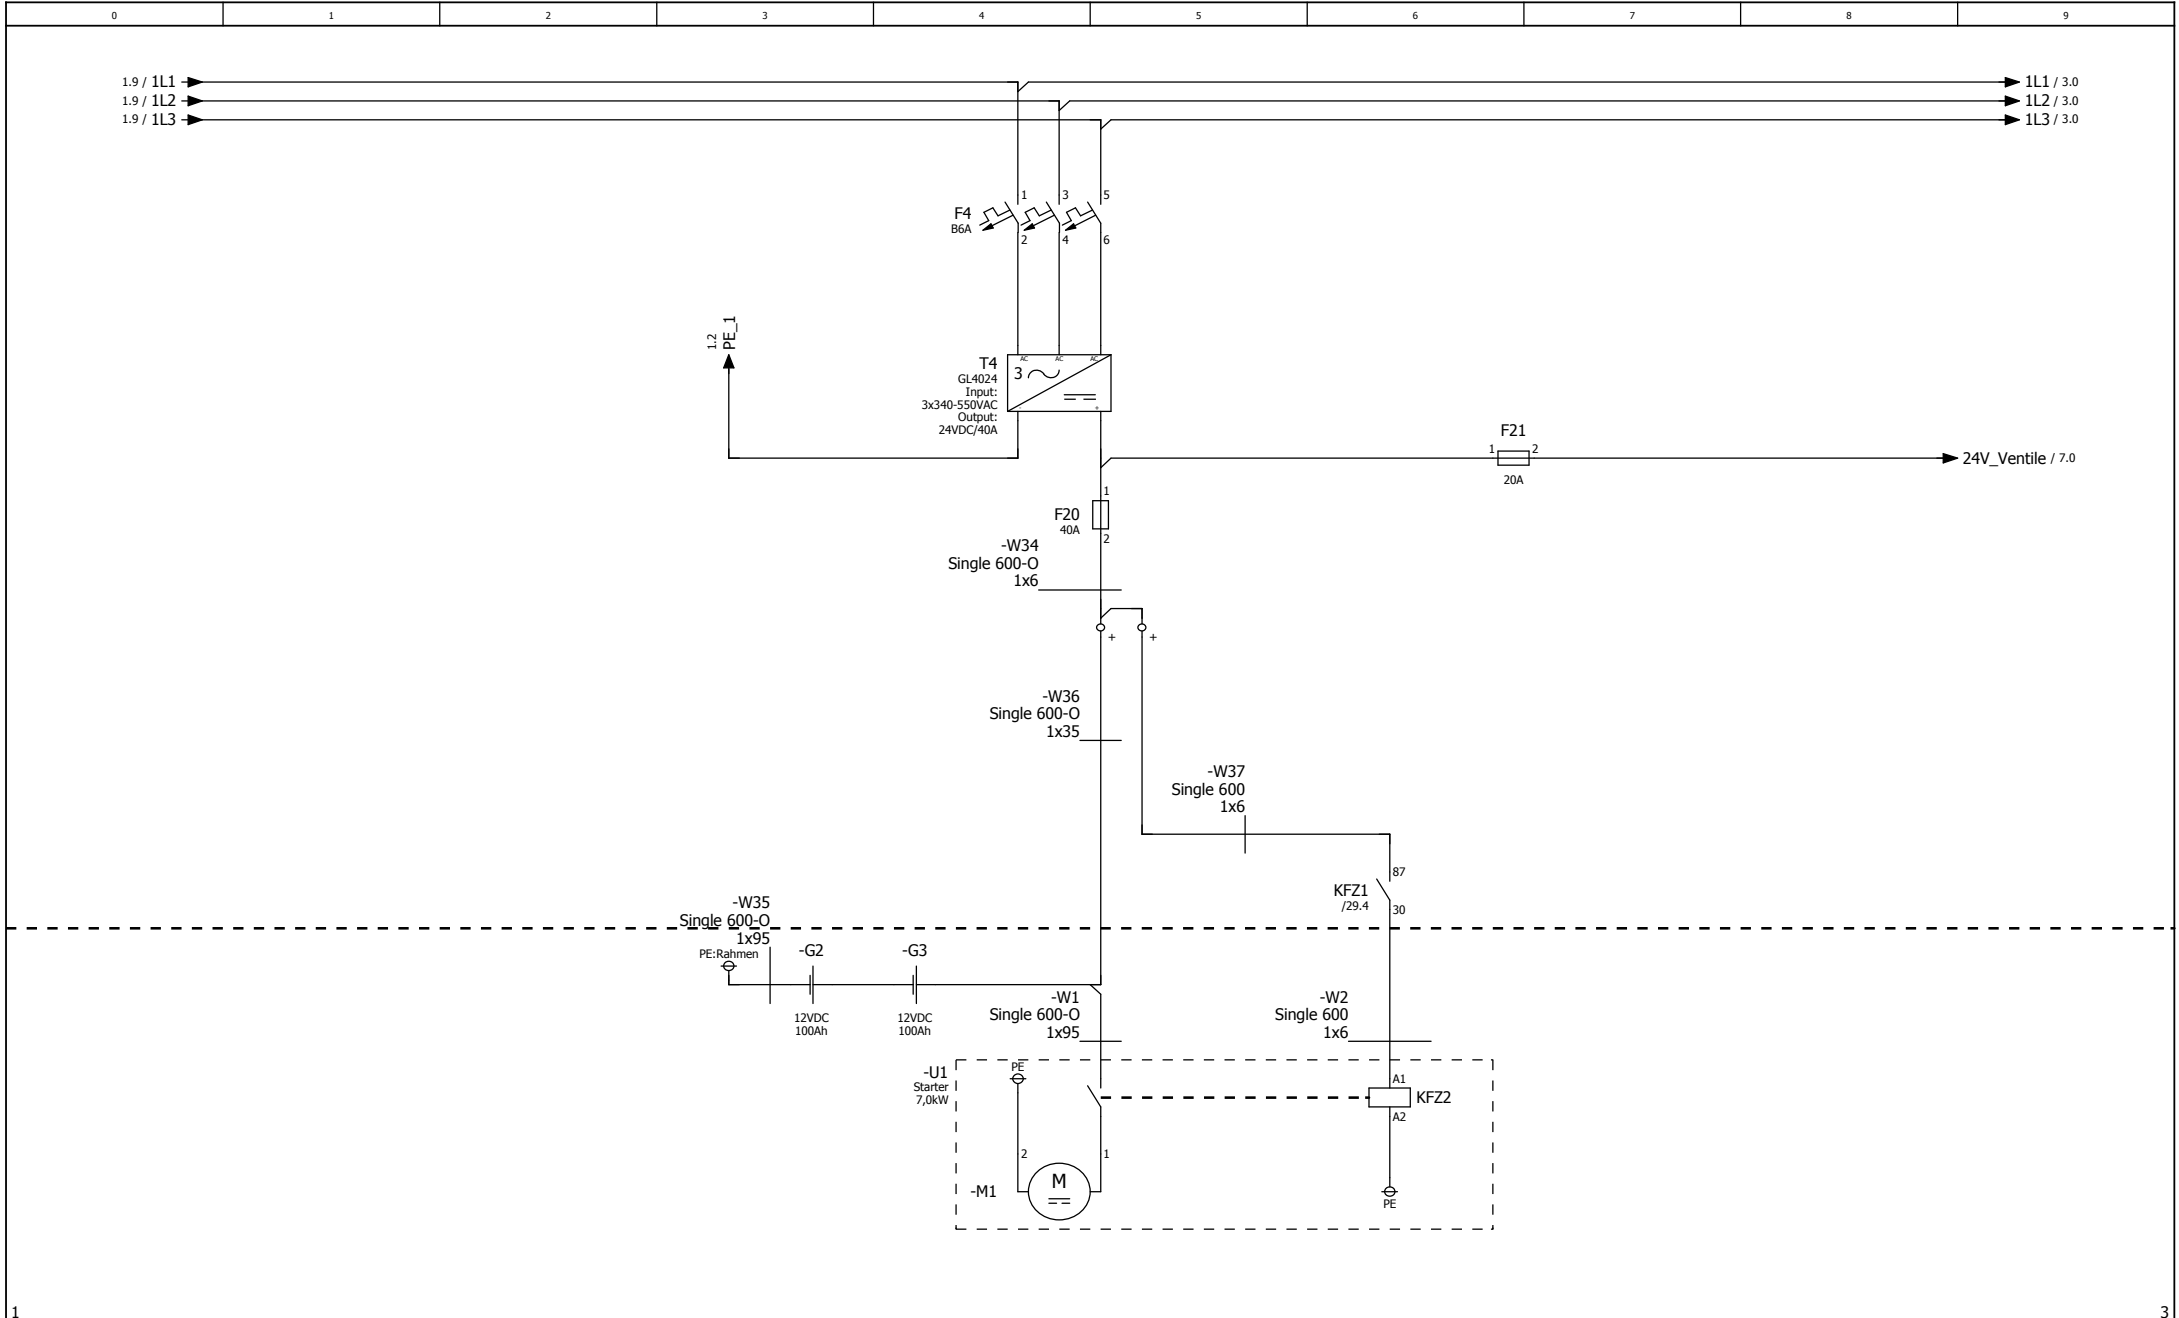 0 1 2 3 4 5 6 7 8 9
1.9 / 1L1
1L1 / 3.0
1.9 / 1L2
1L2 / 3.0
1.9 / 1L3
1L3 / 3.0
1 3 5
F4
B6A
2 4 6
1.2
PE_1
T4
GL4024
Input:
3x340-550VAC
Output:
24VDC/40A
AC AC AC
3
+
F21
1 2
20A
24V_Ventile / 7.0
1
F20
40A
2
-W34
Single 600-O
1x6
+ +
-W36
Single 600-O
1x35
-W37
Single 600
1x6
87
KFZ1
/29.4
30
-W35
Single 600-O
1x95
PE:Rahmen
-G2
12VDC
100Ah
-G3
12VDC
100Ah
-W1
Single 600-O
1x95
-W2
Single 600
1x6
-U1
Starter
7,0kW
PE
A1
KFZ2
A2
2 1
-M1
M
PE
1 3